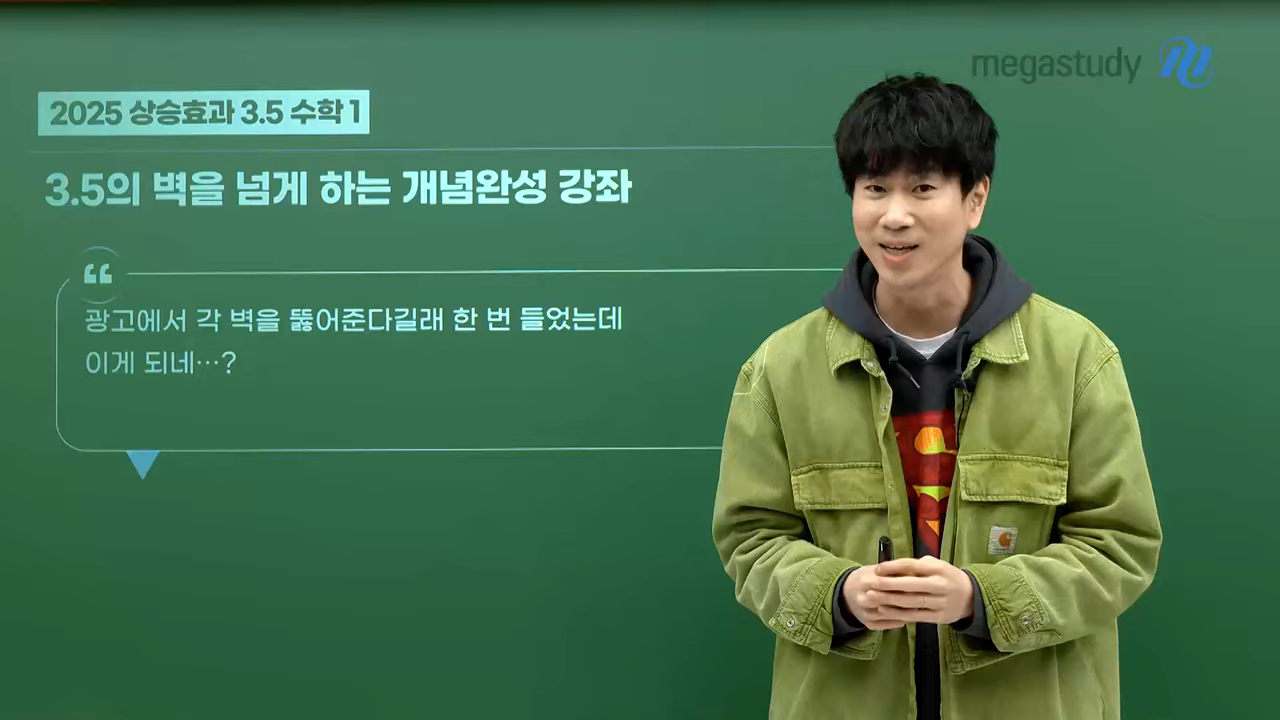 megastudy
2025 상승효과 3.5 수학 1
3.5의 벽을 넘게 하는 개념완성 강좌
“
광고에서 각 벽을 뚫어준다길래 한 번 들었는데
이게 되네…?